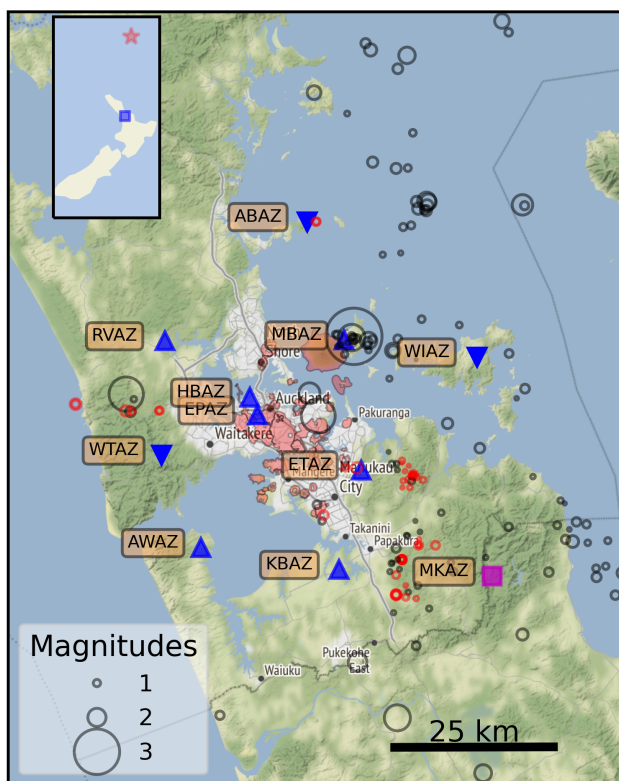 ABAZ
RVAZ
MBAZ
WIAZ
Shore
HBAZ
EPAZ
Auckland
Pakuranga
Waitakere
WTAZ
ETAZ
Manukau
Mangere
City
Takanini
AWAZ
Papakura
KBAZ
MKAZ
Magnitudes
1
2
3
Pukekohe
East
Waiuku
25 km